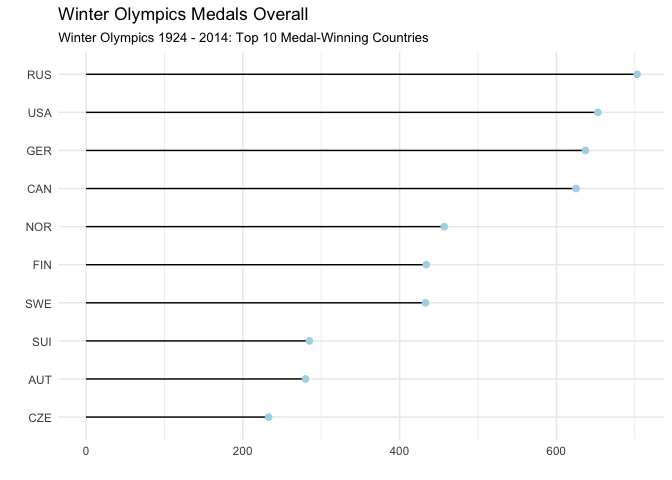 Winter Olympics Medals Overall
Winter Olympics 1924 - 2014: Top 10 Medal-Winning Countries
RUS
USA
GER
CAN
NOR
FIN
SWE
SUI
AUT
CZE
0 200 400 600